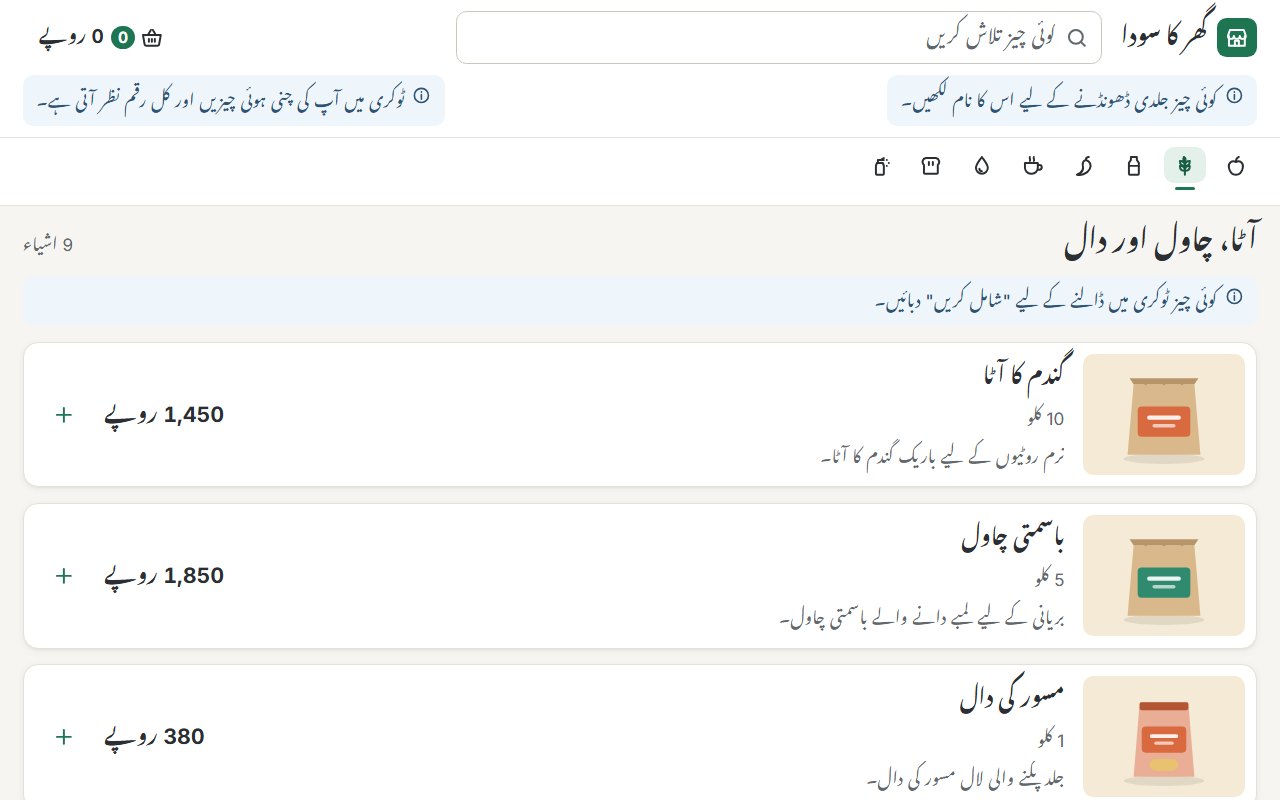 گھر کا سودا
کوئی چیز تلاش کریں
0 0 روپے
کوئی چیز جلدی ڈھونڈنے کے لیے اس کا نام لکھیں۔
ٹوکری میں آپ کی چنی ہوئی چیزیں اور کل رقم نظر آتی ہے۔
آٹا، چاول اور دال
9 اشیاء
کوئی چیز ٹوکری میں ڈالنے کے لیے "شامل کریں" دبائیں۔
گندم کا آٹا
10 کلو
نرم روٹیوں کے لیے باریک گندم کا آٹا۔
1,450 روپے
باسمتی چاول
5 کلو
بریانی کے لیے لمبے دانے والے باسمتی چاول۔
1,850 روپے
مسور کی دال
1 کلو
جلد پکنے والی لال مسور کی دال۔
380 روپے